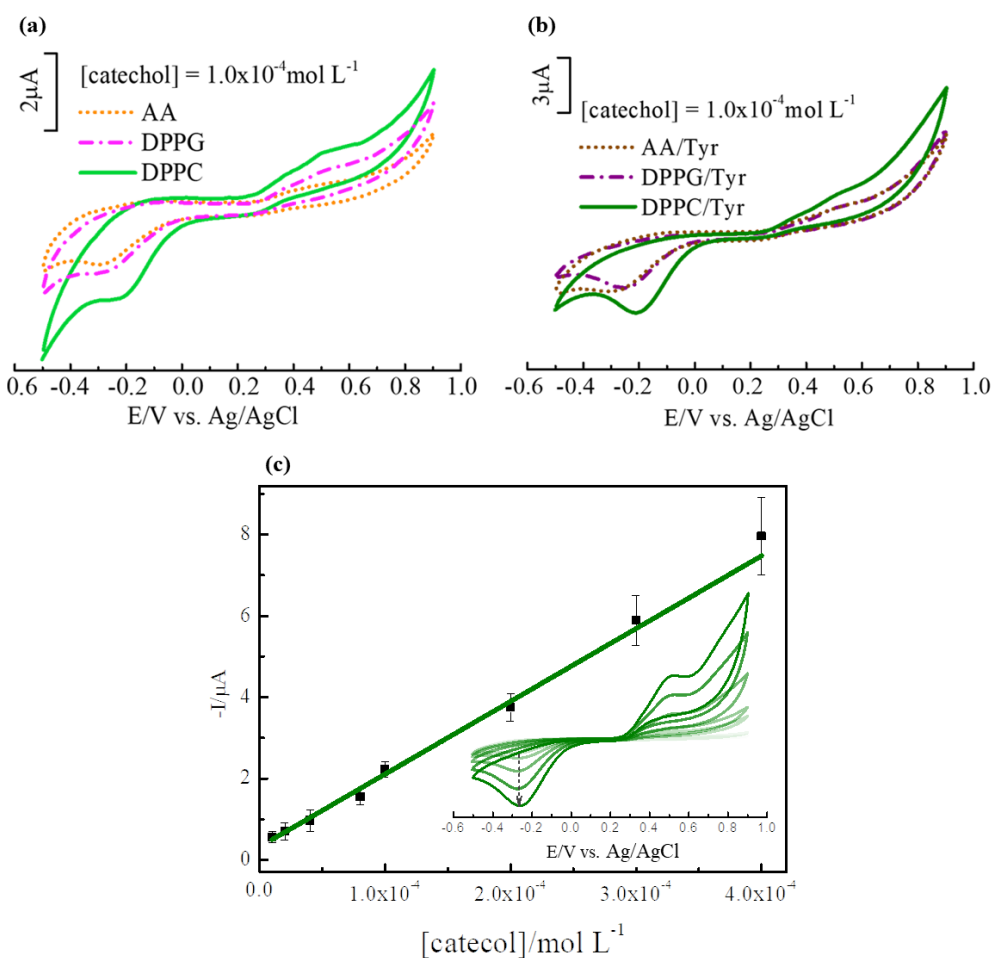 (a)
2μA
[catechol] = 1.0x10⁻⁴mol L⁻¹
AA
DPPG
DPPC
0.6 -0.4 -0.2 0.0 0.2 0.4 0.6 0.8 1.0
E/V vs. Ag/AgCl
(b)
3μA
[catechol] = 1.0x10⁻⁴mol L⁻¹
AA/Tyr
DPPG/Tyr
DPPC/Tyr
-0.6 -0.4 -0.2 0.0 0.2 0.4 0.6 0.8 1.0
E/V vs. Ag/AgCl
(c)
-I/μA
8
6
4
2
0
-0.6 -0.4 -0.2 0.0 0.2 0.4 0.6 0.8 1.0
E/V vs. Ag/AgCl
0.0 1.0x10⁻⁴ 2.0x10⁻⁴ 3.0x10⁻⁴ 4.0x10⁻⁴
[catecol]/mol L⁻¹